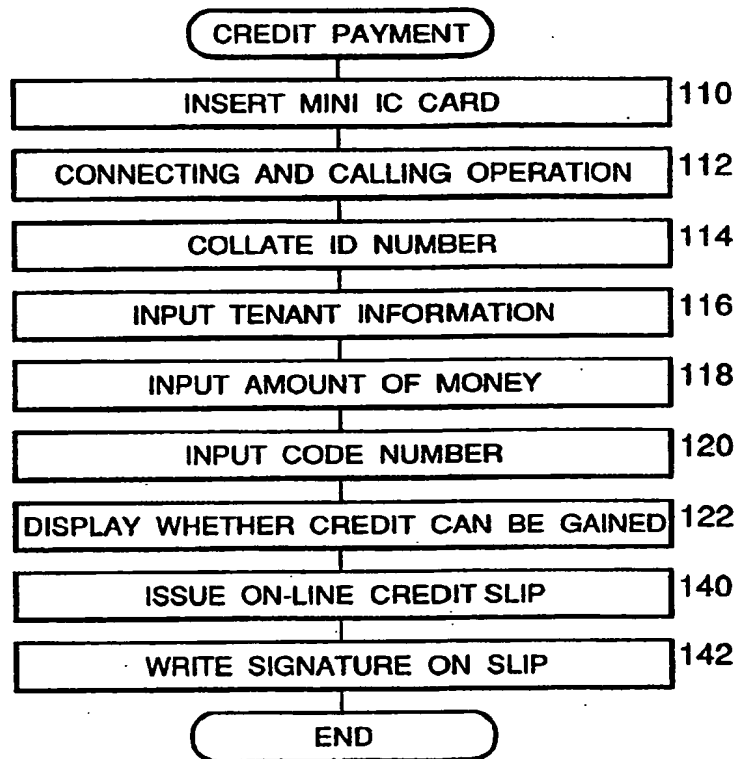 CREDIT PAYMENT
INSERT MINI IC CARD 110
CONNECTING AND CALLING OPERATION 112
COLLATE ID NUMBER 114
INPUT TENANT INFORMATION 116
INPUT AMOUNT OF MONEY 118
INPUT CODE NUMBER 120
DISPLAY WHETHER CREDIT CAN BE GAINED 122
ISSUE ON-LINE CREDIT SLIP 140
WRITE SIGNATURE ON SLIP 142
END